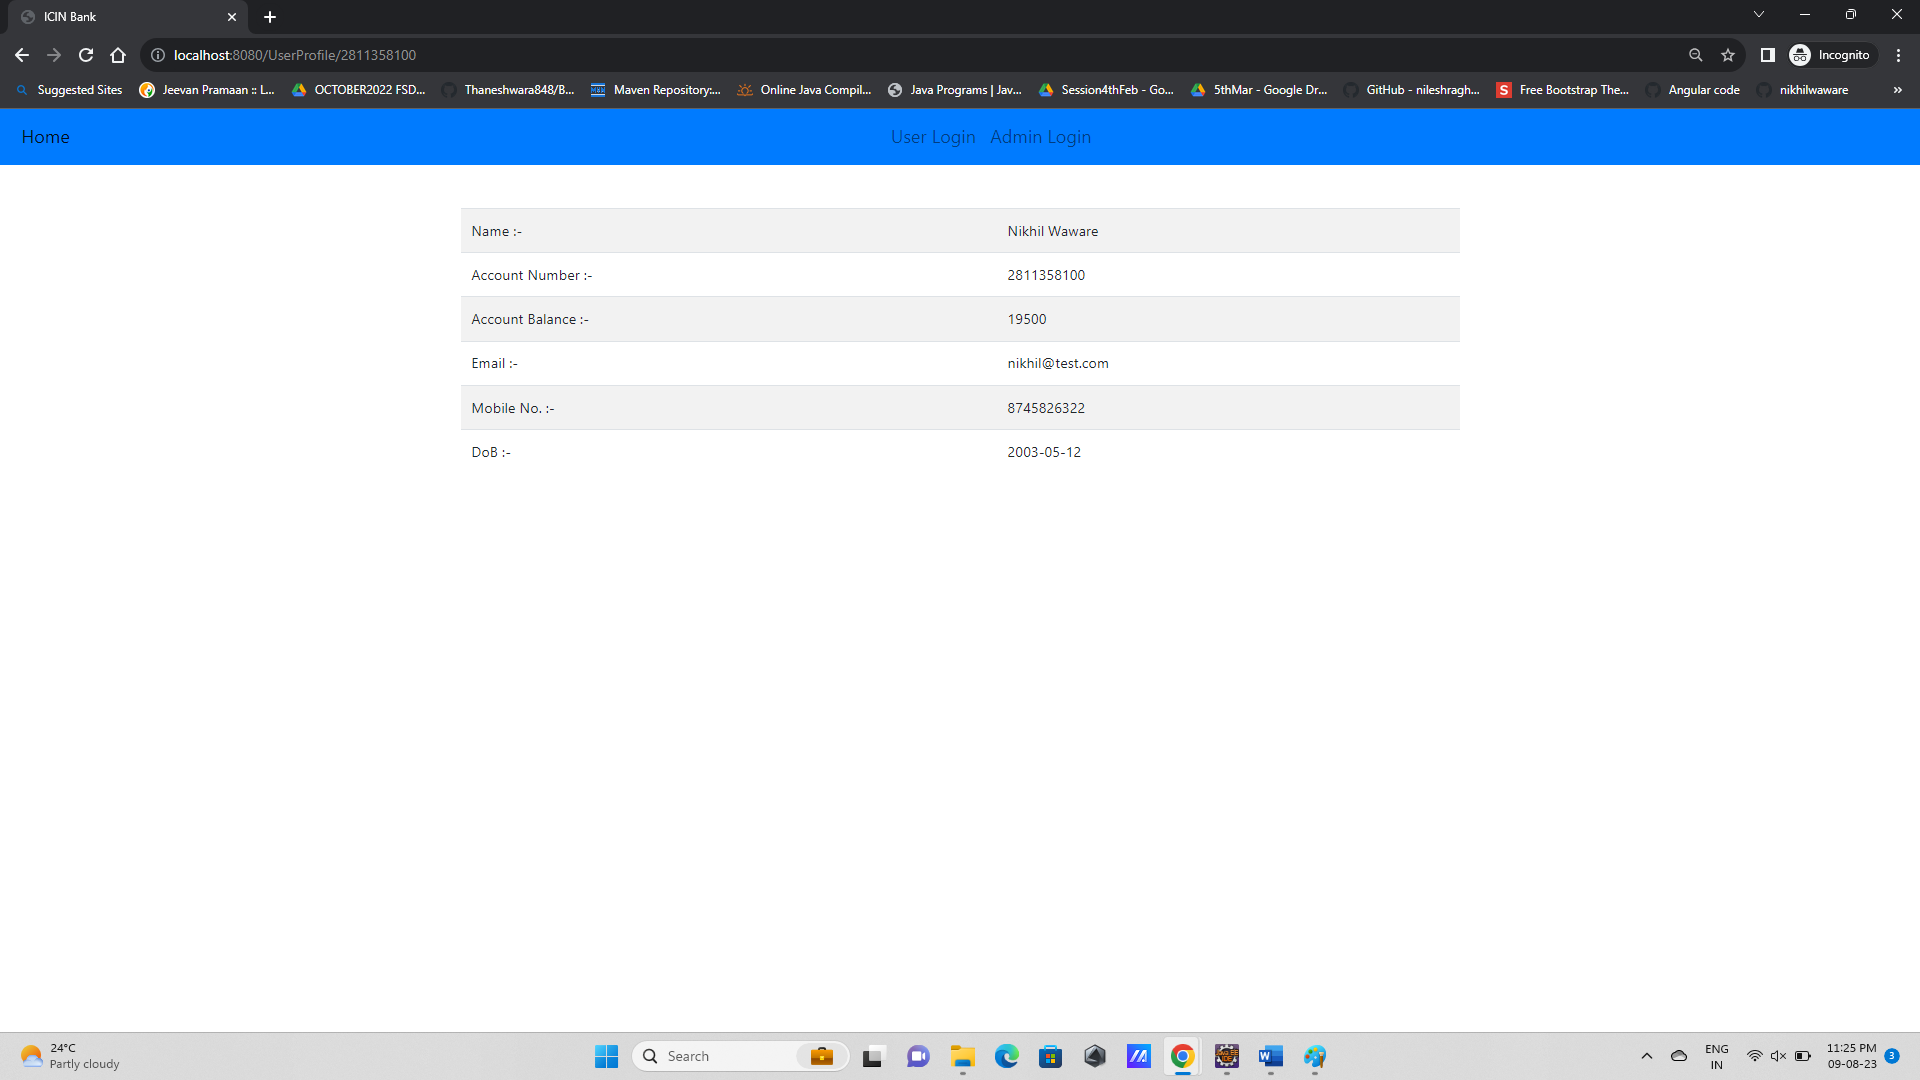 ICIN Bank
localhost:8080/UserProfile/2811358100
Incognito
Suggested Sites Jeevan Pramaan :: L... OCTOBER2022 FSD... Thaneshwara848/B... Maven Repository:... Online Java Compil... Java Programs | Jav... Session4thFeb - Go... 5thMar - Google Dr... GitHub - nileshragh... Free Bootstrap The... Angular code nikhilwaware »
Home User Login Admin Login
Name :- Nikhil Waware
Account Number :- 2811358100
Account Balance :- 19500
Email :- nikhil@test.com
Mobile No. :- 8745826322
DoB :- 2003-05-12
24°C
Partly cloudy
Search
ENG
IN
11:25 PM
09-08-23
3